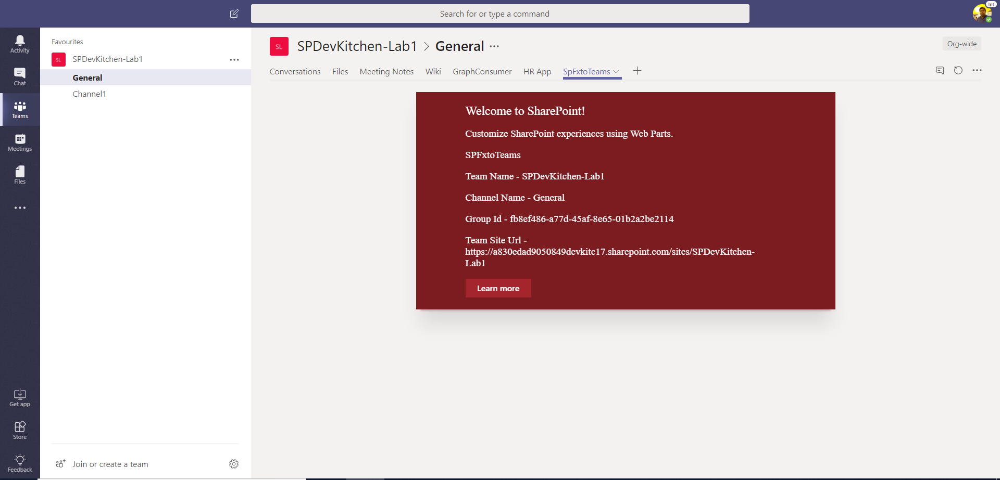 Search for or type a command
Int
Activity
Chat
Teams
Meetings
Files
Get app
Store
Feedback
Favourites
SL
SPDevKitchen-Lab1
General
Channel1
Join or create a team
SL
SPDevKitchen-Lab1 > General
Org-wide
Conversations Files Meeting Notes Wiki GraphConsumer HR App SpFxtoTeams
Welcome to SharePoint!
Customize SharePoint experiences using Web Parts.
SPFxtoTeams
Team Name - SPDevKitchen-Lab1
Channel Name - General
Group Id - fb8ef486-a77d-45af-8e65-01b2a2be2114
Team Site Url -
https://a830edad9050849devkitc17.sharepoint.com/sites/SPDevKitchen-
Lab1
Learn more